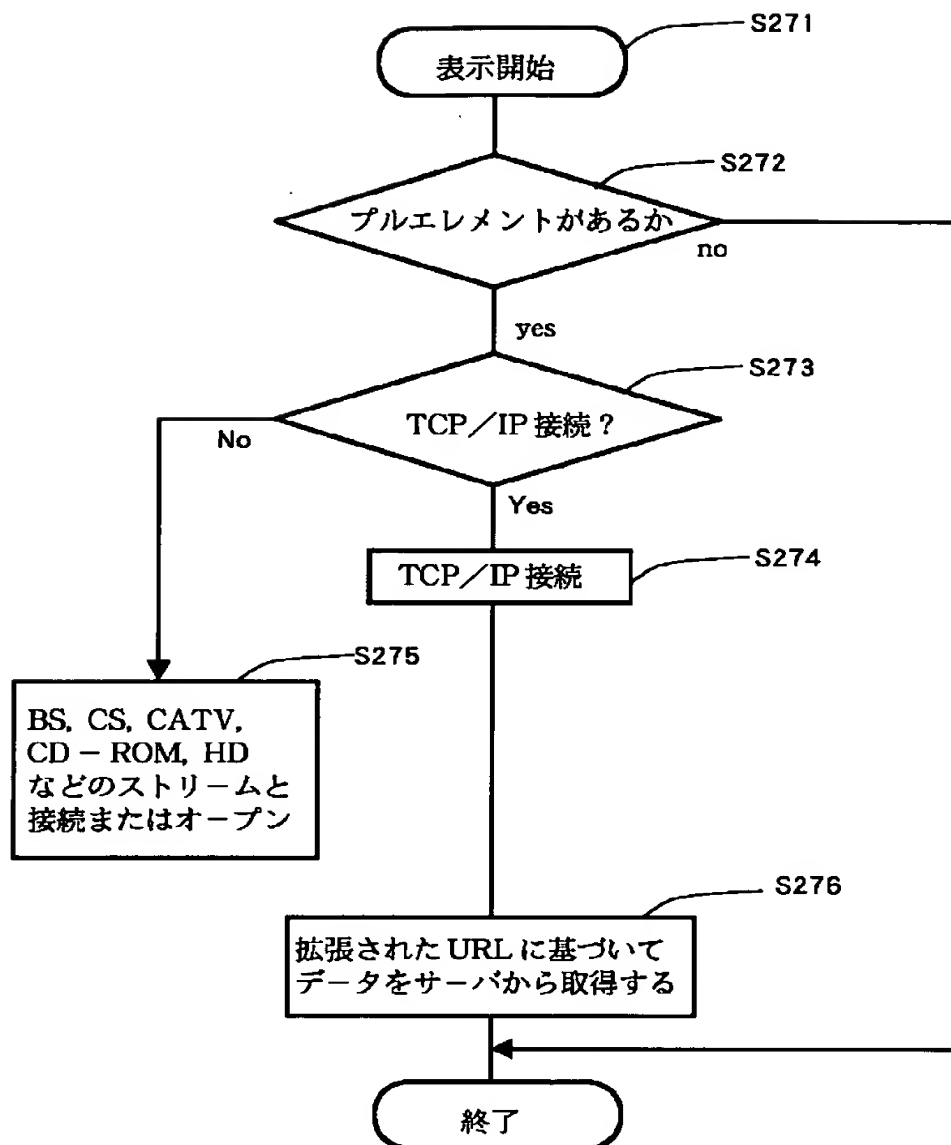 S271
表示開始
S272
プルエレメントがあるか
no
yes
S273
TCP／IP 接続？
No
Yes
TCP／IP 接続
S274
S275
BS, CS, CATV,
CD－ROM, HD
などのストリームと
接続またはオープン
S276
拡張された URL に基づいて
データをサーバから取得する
終了